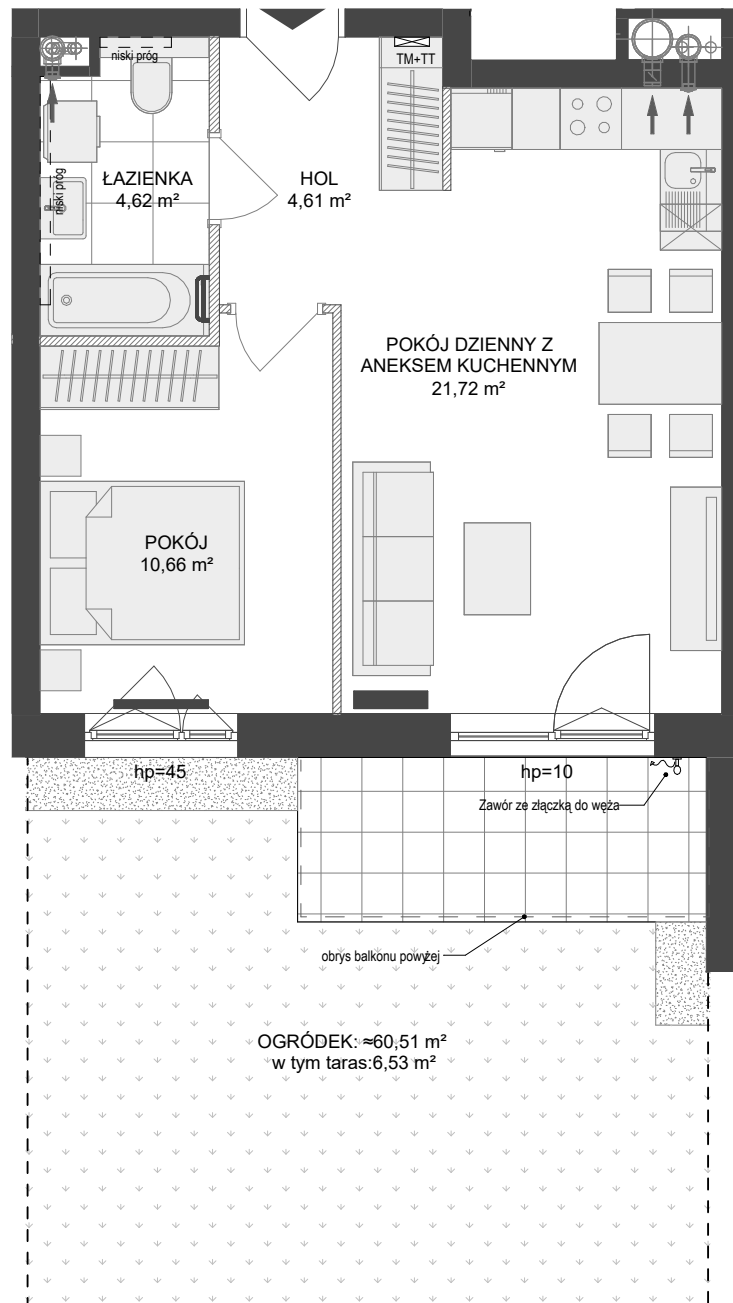 niski próg
TM+TT
niski próg
ŁAZIENKA
4,62 m²
HOL
4,61 m²
POKÓJ DZIENNY Z
ANEKSEM KUCHENNYM
21,72 m²
POKÓJ
10,66 m²
hp=45
hp=10
Zawór ze złączką do węża
obrys balkonu powyżej
OGRÓDEK: ≈60,51 m²
w tym taras:6,53 m²